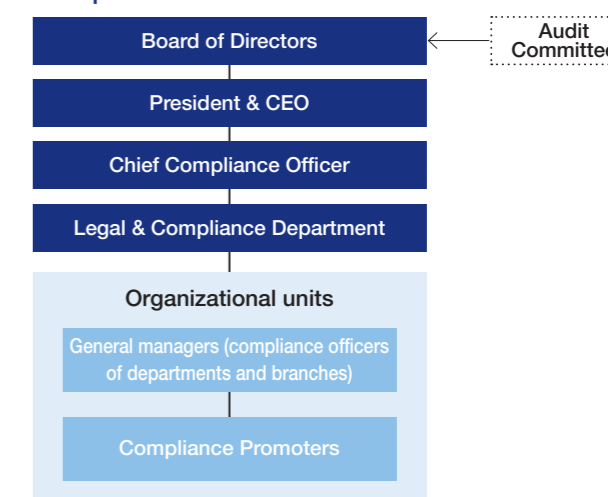 Board of Directors
Audit
Committee
President & CEO
Chief Compliance Officer
Legal & Compliance Department
Organizational units
General managers (compliance officers
of departments and branches)
Compliance Promoters